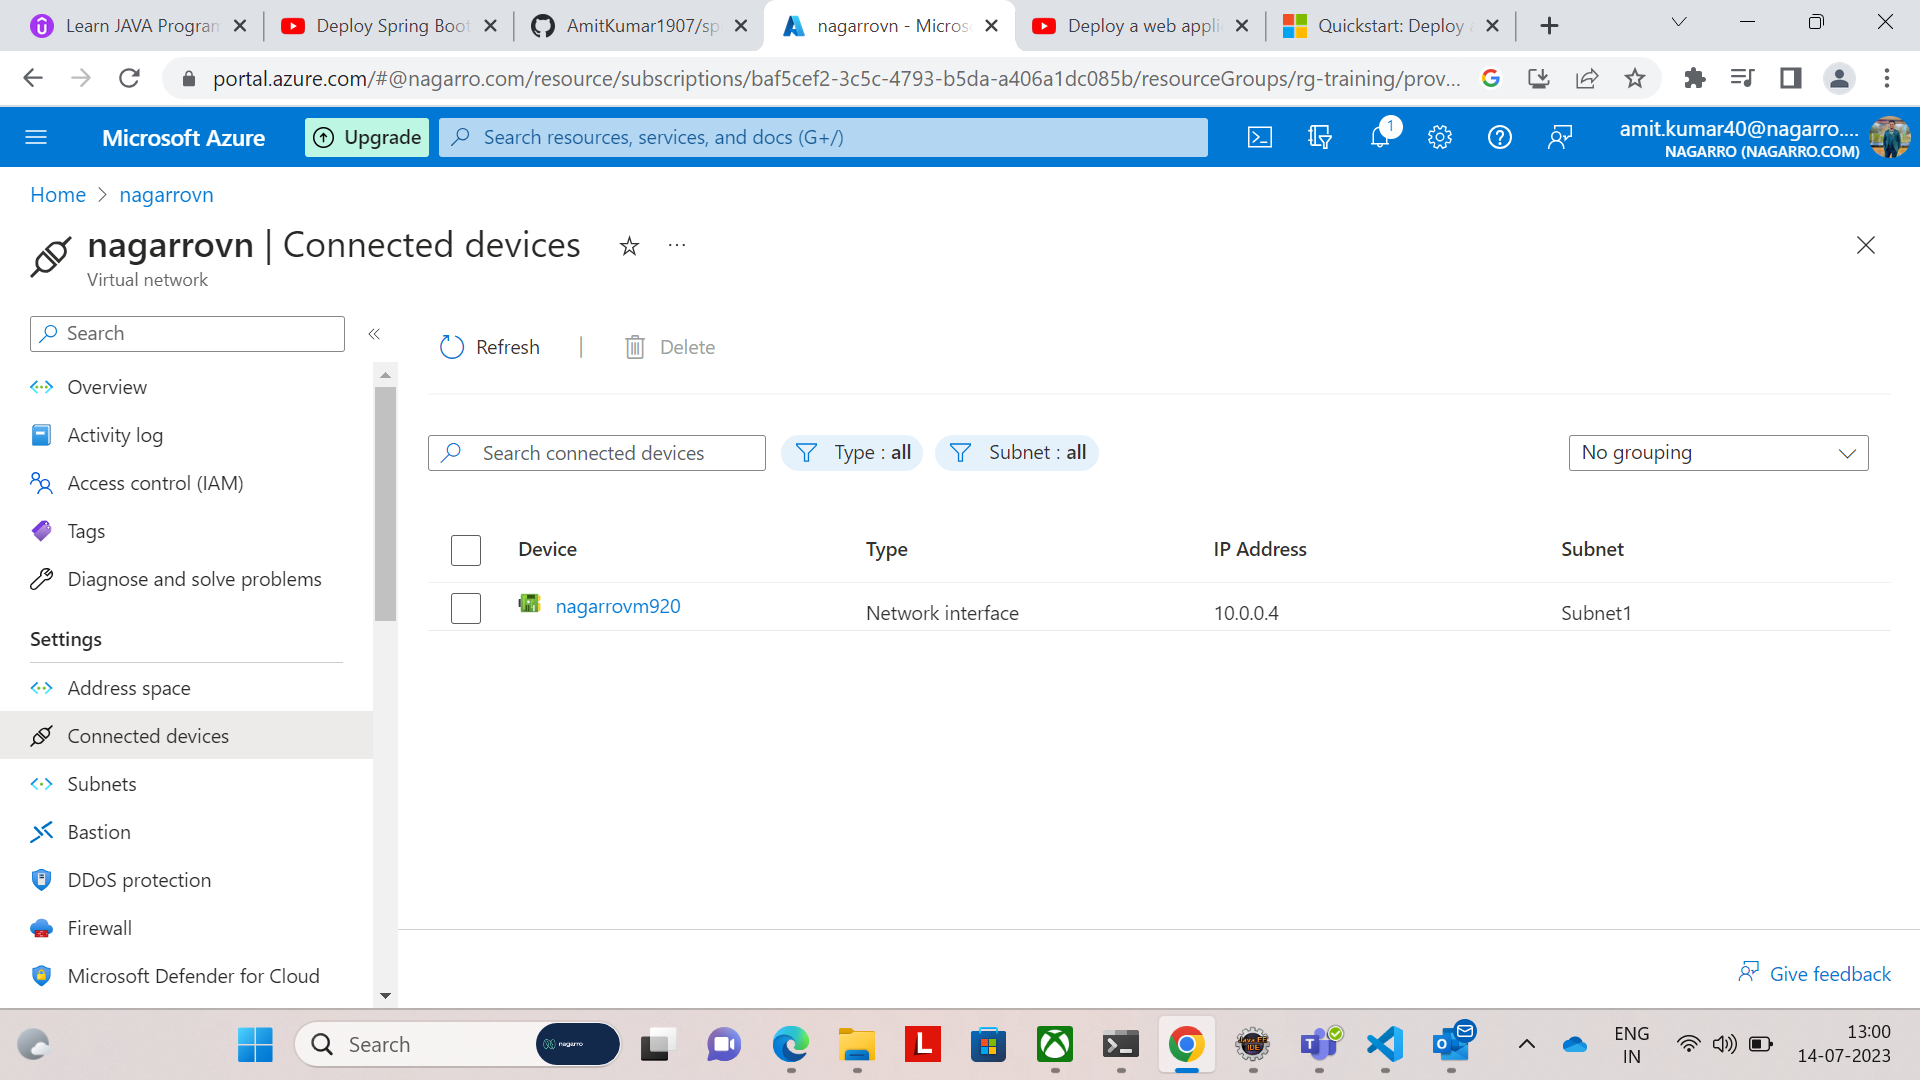 Learn JAVA Program
Deploy Spring Boot
AmitKumar1907/sp
nagarrovn - Micros
Deploy a web appli
Quickstart: Deploy
portal.azure.com/#@nagarro.com/resource/subscriptions/baf5cef2-3c5c-4793-b5da-a406a1dc085b/resourceGroups/rg-training/prov...
Microsoft Azure
Upgrade
Search resources, services, and docs (G+/)
1
amit.kumar40@nagarro....
NAGARRO (NAGARRO.COM)
Home > nagarrovn
nagarrovn | Connected devices
Virtual network
Search
Refresh
Delete
Overview
Activity log
Access control (IAM)
Tags
Diagnose and solve problems
Settings
Address space
Connected devices
Subnets
Bastion
DDoS protection
Firewall
Microsoft Defender for Cloud
Search connected devices
Type : all
Subnet : all
No grouping
Device Type IP Address Subnet
nagarrovm920 Network interface 10.0.0.4 Subnet1
Give feedback
Search
nagarro
ENG
IN
13:00
14-07-2023